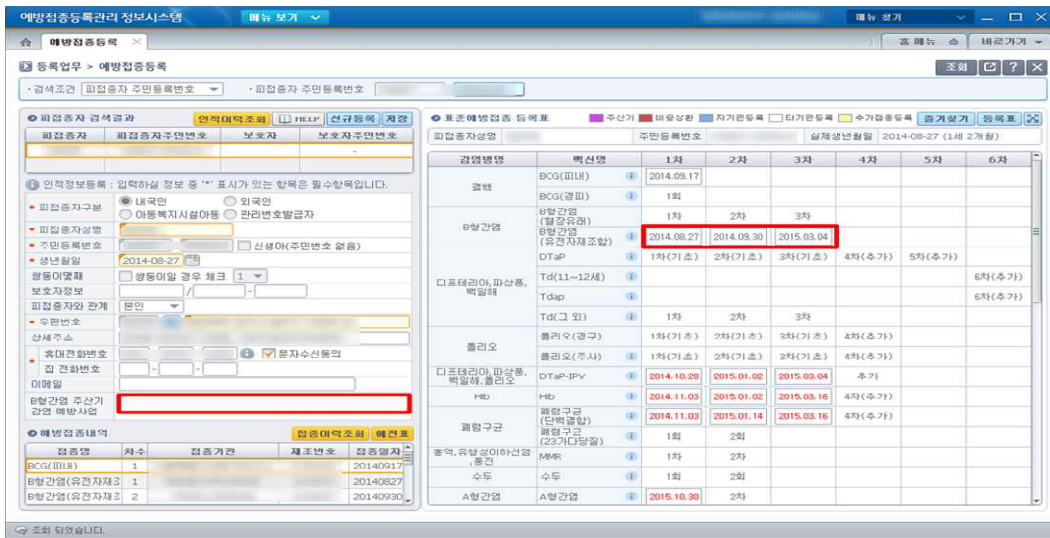 예방접종등록관리 정보시스템 메뉴 보기 메뉴 찾기
예방접종등록 홈 메뉴 바로가기
등록업무 > 예방접종등록 조회
·검색조건 피접종자 주민등록번호 ·피접종자 주민등록번호
피접종자 검색결과 인적이력조회 HELP 신규등록 저장
피접종자 피접종자주민번호 보호자 보호자주민번호
-
인적정보등록 : 입력하실 정보 중 '*' 표시가 있는 항목은 필수항목입니다.
피접종자구분 내국인 외국인
아동복지시설아동 관리번호발급자
피접종자성명
주민등록번호 - 신생아(주민번호 없음)
생년월일 2014-08-27
쌍둥이몇째 쌍둥이일 경우 체크 1
보호자정보 / -
피접종자와 관계 본인
우편번호
상세주소
휴대전화번호 문자수신동의
집 전화번호 - -
이메일
B형간염 주산기
감염 예방사업
예방접종내역 접종이력조회 예진표
접종명 차수 접종기관 제조번호 접종일자
BCG(피내) 1 20140917
B형간염(유전자재조 1 20140827
B형간염(유전자재조 2 20140930
표준예방접종 등록표 주산기 비용상환 자기관등록 타기관등록 추가접종등록 즐겨찾기 등록표
피접종자성명 주민등록번호 실제생년월일 2014-08-27 (1세 2개월)
감염병명 백신명 1차 2차 3차 4차 5차 6차
결핵 BCG(피내) 2014.09.17
BCG(경피) 1회
B형간염 B형간염
(혈장유래) 1차 2차 3차
B형간염
(유전자재조합) 2014.08.27 2014.09.30 2015.03.04
디프테리아,파상풍,
백일해 DTaP 1차(기초) 2차(기초) 3차(기초) 4차(추가) 5차(추가)
Td(11~12세) 6차(추가)
Tdap 6차(추가)
Td(그 외) 1차 2차 3차
폴리오 폴리오(경구) 1차(기초) 2차(기초) 3차(기초) 4차(추가)
폴리오(주사) 1차(기초) 2차(기초) 3차(기초) 4차(추가)
디프테리아,파상풍,
백일해,폴리오 DTaP-IPV 2014.10.28 2015.01.02 2015.03.04 추가
Hib Hib 2014.11.03 2015.01.02 2015.03.16 4차(추가)
폐렴구균 폐렴구균
(단백결합) 2014.11.03 2015.01.14 2015.03.16 4차(추가)
폐렴구균
(23가다당질) 1회 2회
홍역,유행성이하선염
,풍진 MMR 1차 2차
수두 수두 1회 2회
A형간염 A형간염 2015.10.30 2차
조회 되었습니다.